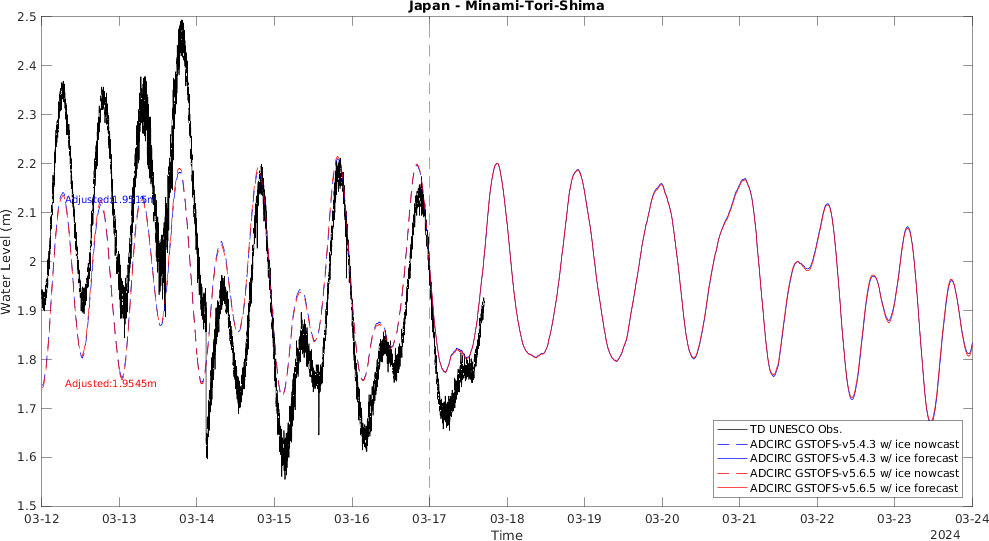 Japan - Minami-Tori-Shima
2.5
2.4
2.3
2.2
2.1
2
1.9
1.8
1.7
1.6
1.5
Water Level (m)
Adjusted:1.9515m
Adjusted:1.9545m
TD UNESCO Obs.
ADCIRC GSTOFS-v5.4.3 w/ ice nowcast
ADCIRC GSTOFS-v5.4.3 w/ ice forecast
ADCIRC GSTOFS-v5.6.5 w/ ice nowcast
ADCIRC GSTOFS-v5.6.5 w/ ice forecast
03-12 03-13 03-14 03-15 03-16 03-17 03-18 03-19 03-20 03-21 03-22 03-23 03-24
Time
2024